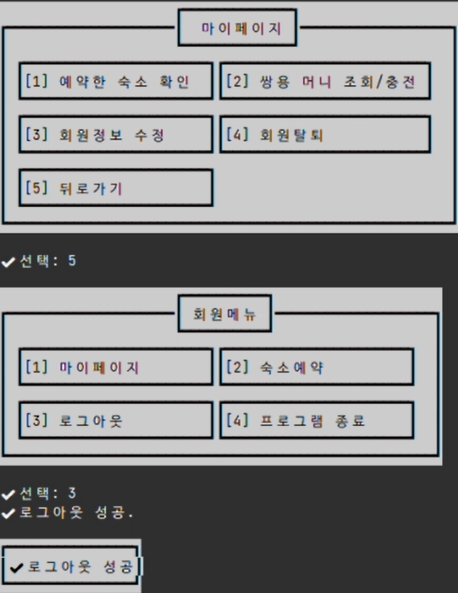 마이페이지
[1] 예약한 숙소 확인 [2] 쌍용 머니 조회/충전
[3] 회원정보 수정 [4] 회원탈퇴
[5] 뒤로가기
✔선택: 5
회원메뉴
[1] 마이페이지 [2] 숙소예약
[3] 로그아웃 [4] 프로그램 종료
✔선택: 3
✔로그아웃 성공.
✔로그아웃 성공